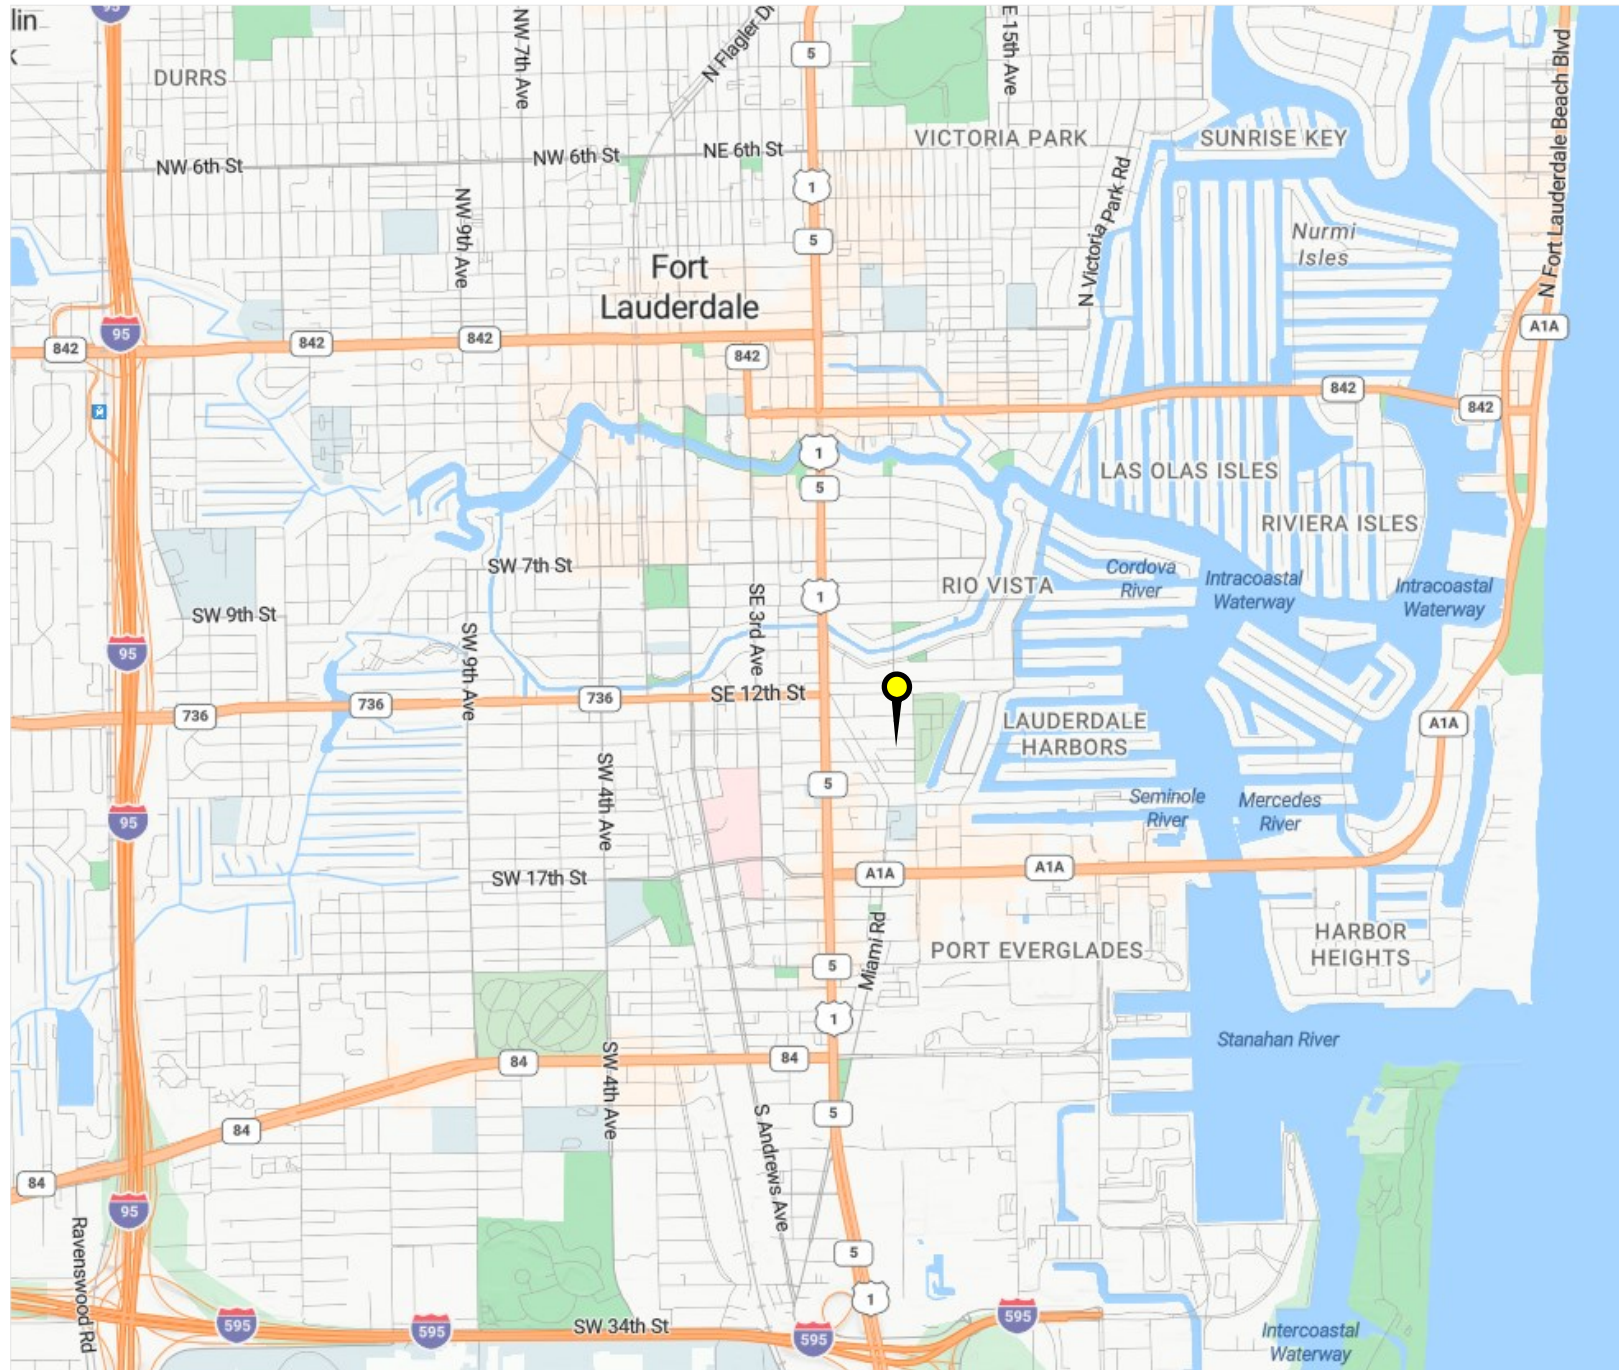 95
lin
k
NW 7th Ave
N Flagler Dr
5
E 15th Ave
N Fort Lauderdale Beach Blvd
DURRS
VICTORIA PARK
SUNRISE KEY
NW 6th St
NW 6th St
NE 6th St
1
N Victoria Park Rd
NW 9th Ave
5
Nurmi
Isles
Fort
Lauderdale
95
842
842
842
842
A1A
842
842
1
5
LAS OLAS ISLES
RIVIERA ISLES
SW 7th St
Cordova
River
Intracoastal
Waterway
Intracoastal
Waterway
RIO VISTA
1
SW 9th St
SE 3rd Ave
95
SW 9th Ave
736
736
736
SE 12th St
LAUDERDALE
HARBORS
A1A
SW 4th Ave
5
Seminole
River
Mercedes
River
95
SW 17th St
A1A
A1A
Miami Rd
PORT EVERGLADES
HARBOR
HEIGHTS
5
1
Stanahan River
84
84
SW 4th Ave
5
84
S Andrews Ave
84
95
Ravenswood Rd
5
1
595
595
SW 34th St
595
595
Intercoastal
Waterway